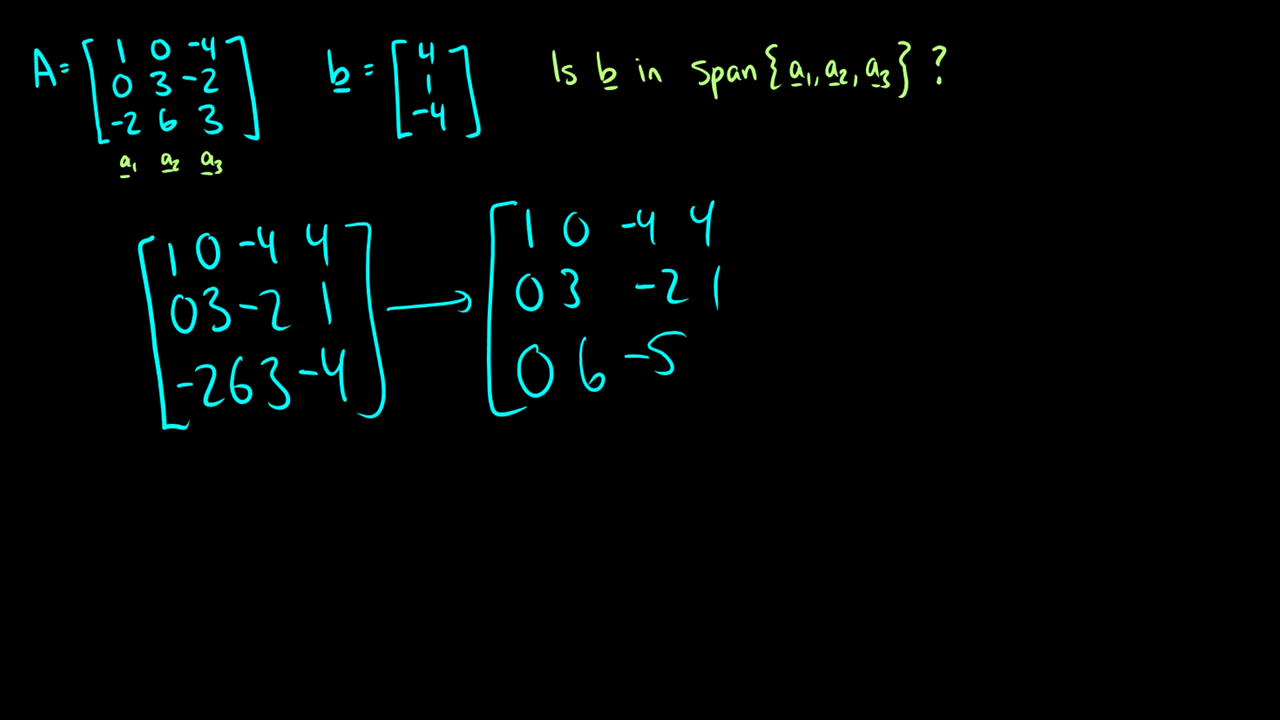 A = [ 1 0 -4 b = [ 4 Is b in span{a1, a2, a3} ?
0 3 -2 1
-2 6 3 ] -4 ]
a1 a2 a3
[ 1 0 -4 4 [ 1 0 -4 4
0 3 -2 1 → 0 3 -2 1
-2 6 3 -4 ] 0 6 -5